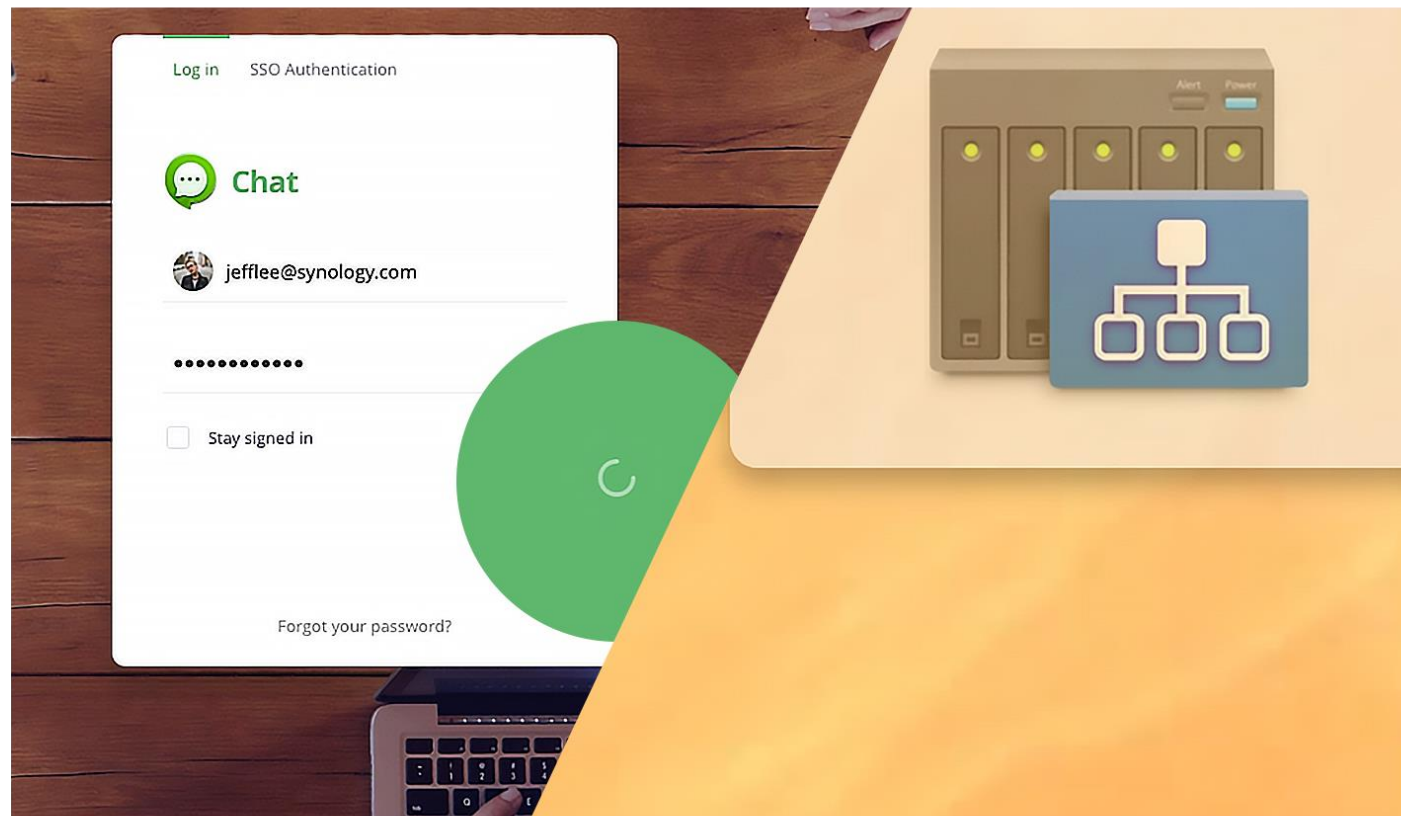 Log in SSO Authentication
Chat
jefflee@synology.com
••••••••••••
Stay signed in
Forgot your password?
Alert Power